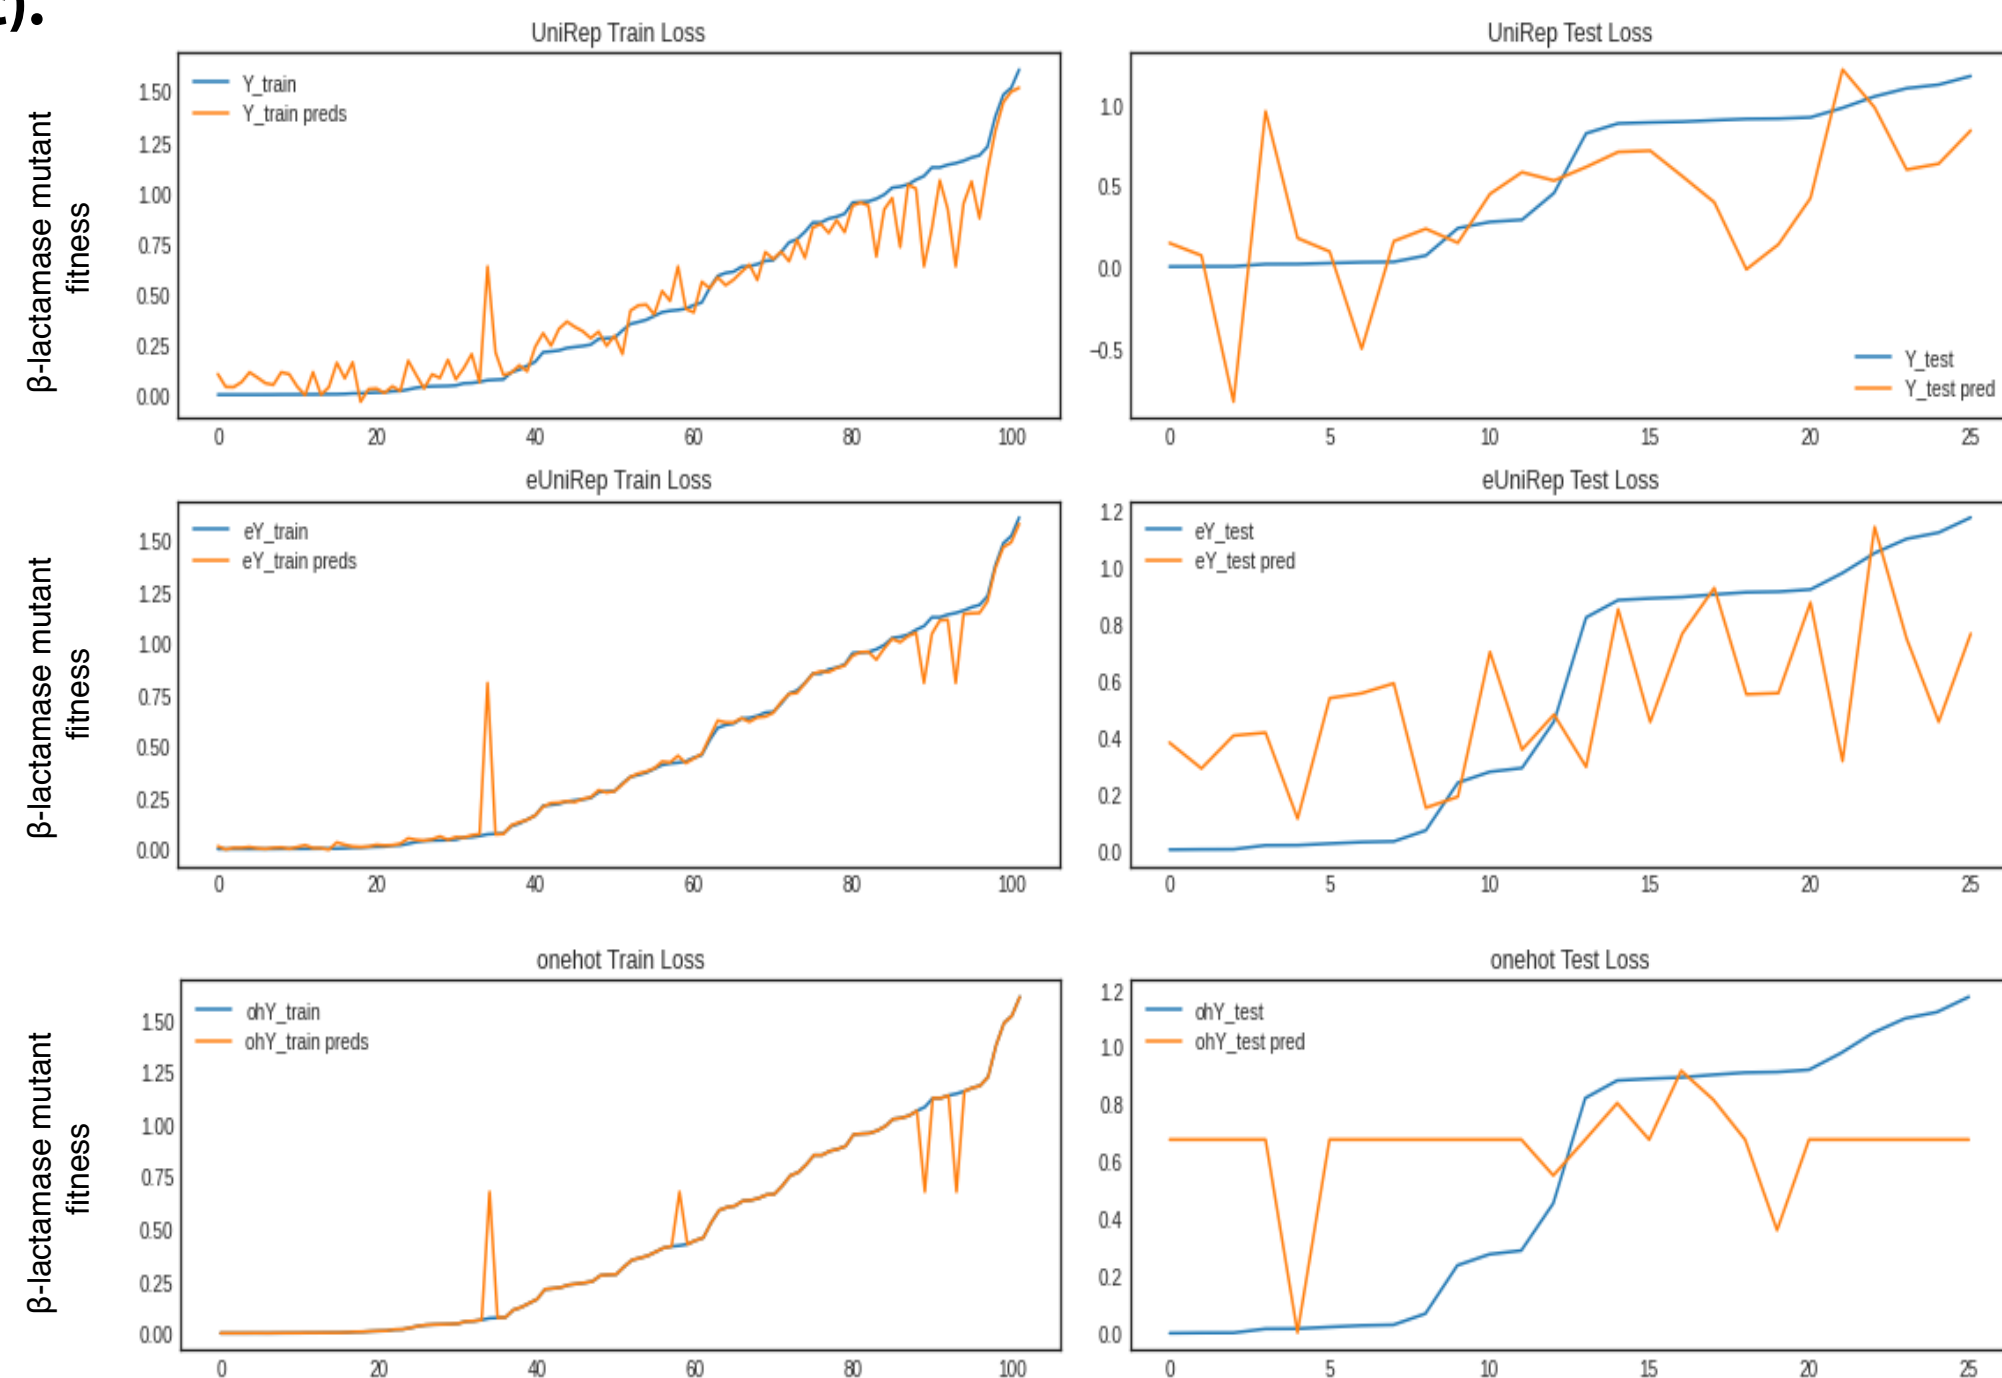 c).
UniRep Train Loss
β-lactamase mutant
fitness
Y_train
Y_train preds
1.50
1.25
1.00
0.75
0.50
0.25
0.00
0 20 40 60 80 100
UniRep Test Loss
1.0
0.5
0.0
−0.5
Y_test
Y_test pred
0 5 10 15 20 25
eUniRep Train Loss
β-lactamase mutant
fitness
eY_train
eY_train preds
1.50
1.25
1.00
0.75
0.50
0.25
0.00
0 20 40 60 80 100
eUniRep Test Loss
eY_test
eY_test pred
1.2
1.0
0.8
0.6
0.4
0.2
0.0
0 5 10 15 20 25
onehot Train Loss
β-lactamase mutant
fitness
ohY_train
ohY_train preds
1.50
1.25
1.00
0.75
0.50
0.25
0.00
0 20 40 60 80 100
onehot Test Loss
ohY_test
ohY_test pred
1.2
1.0
0.8
0.6
0.4
0.2
0.0
0 5 10 15 20 25